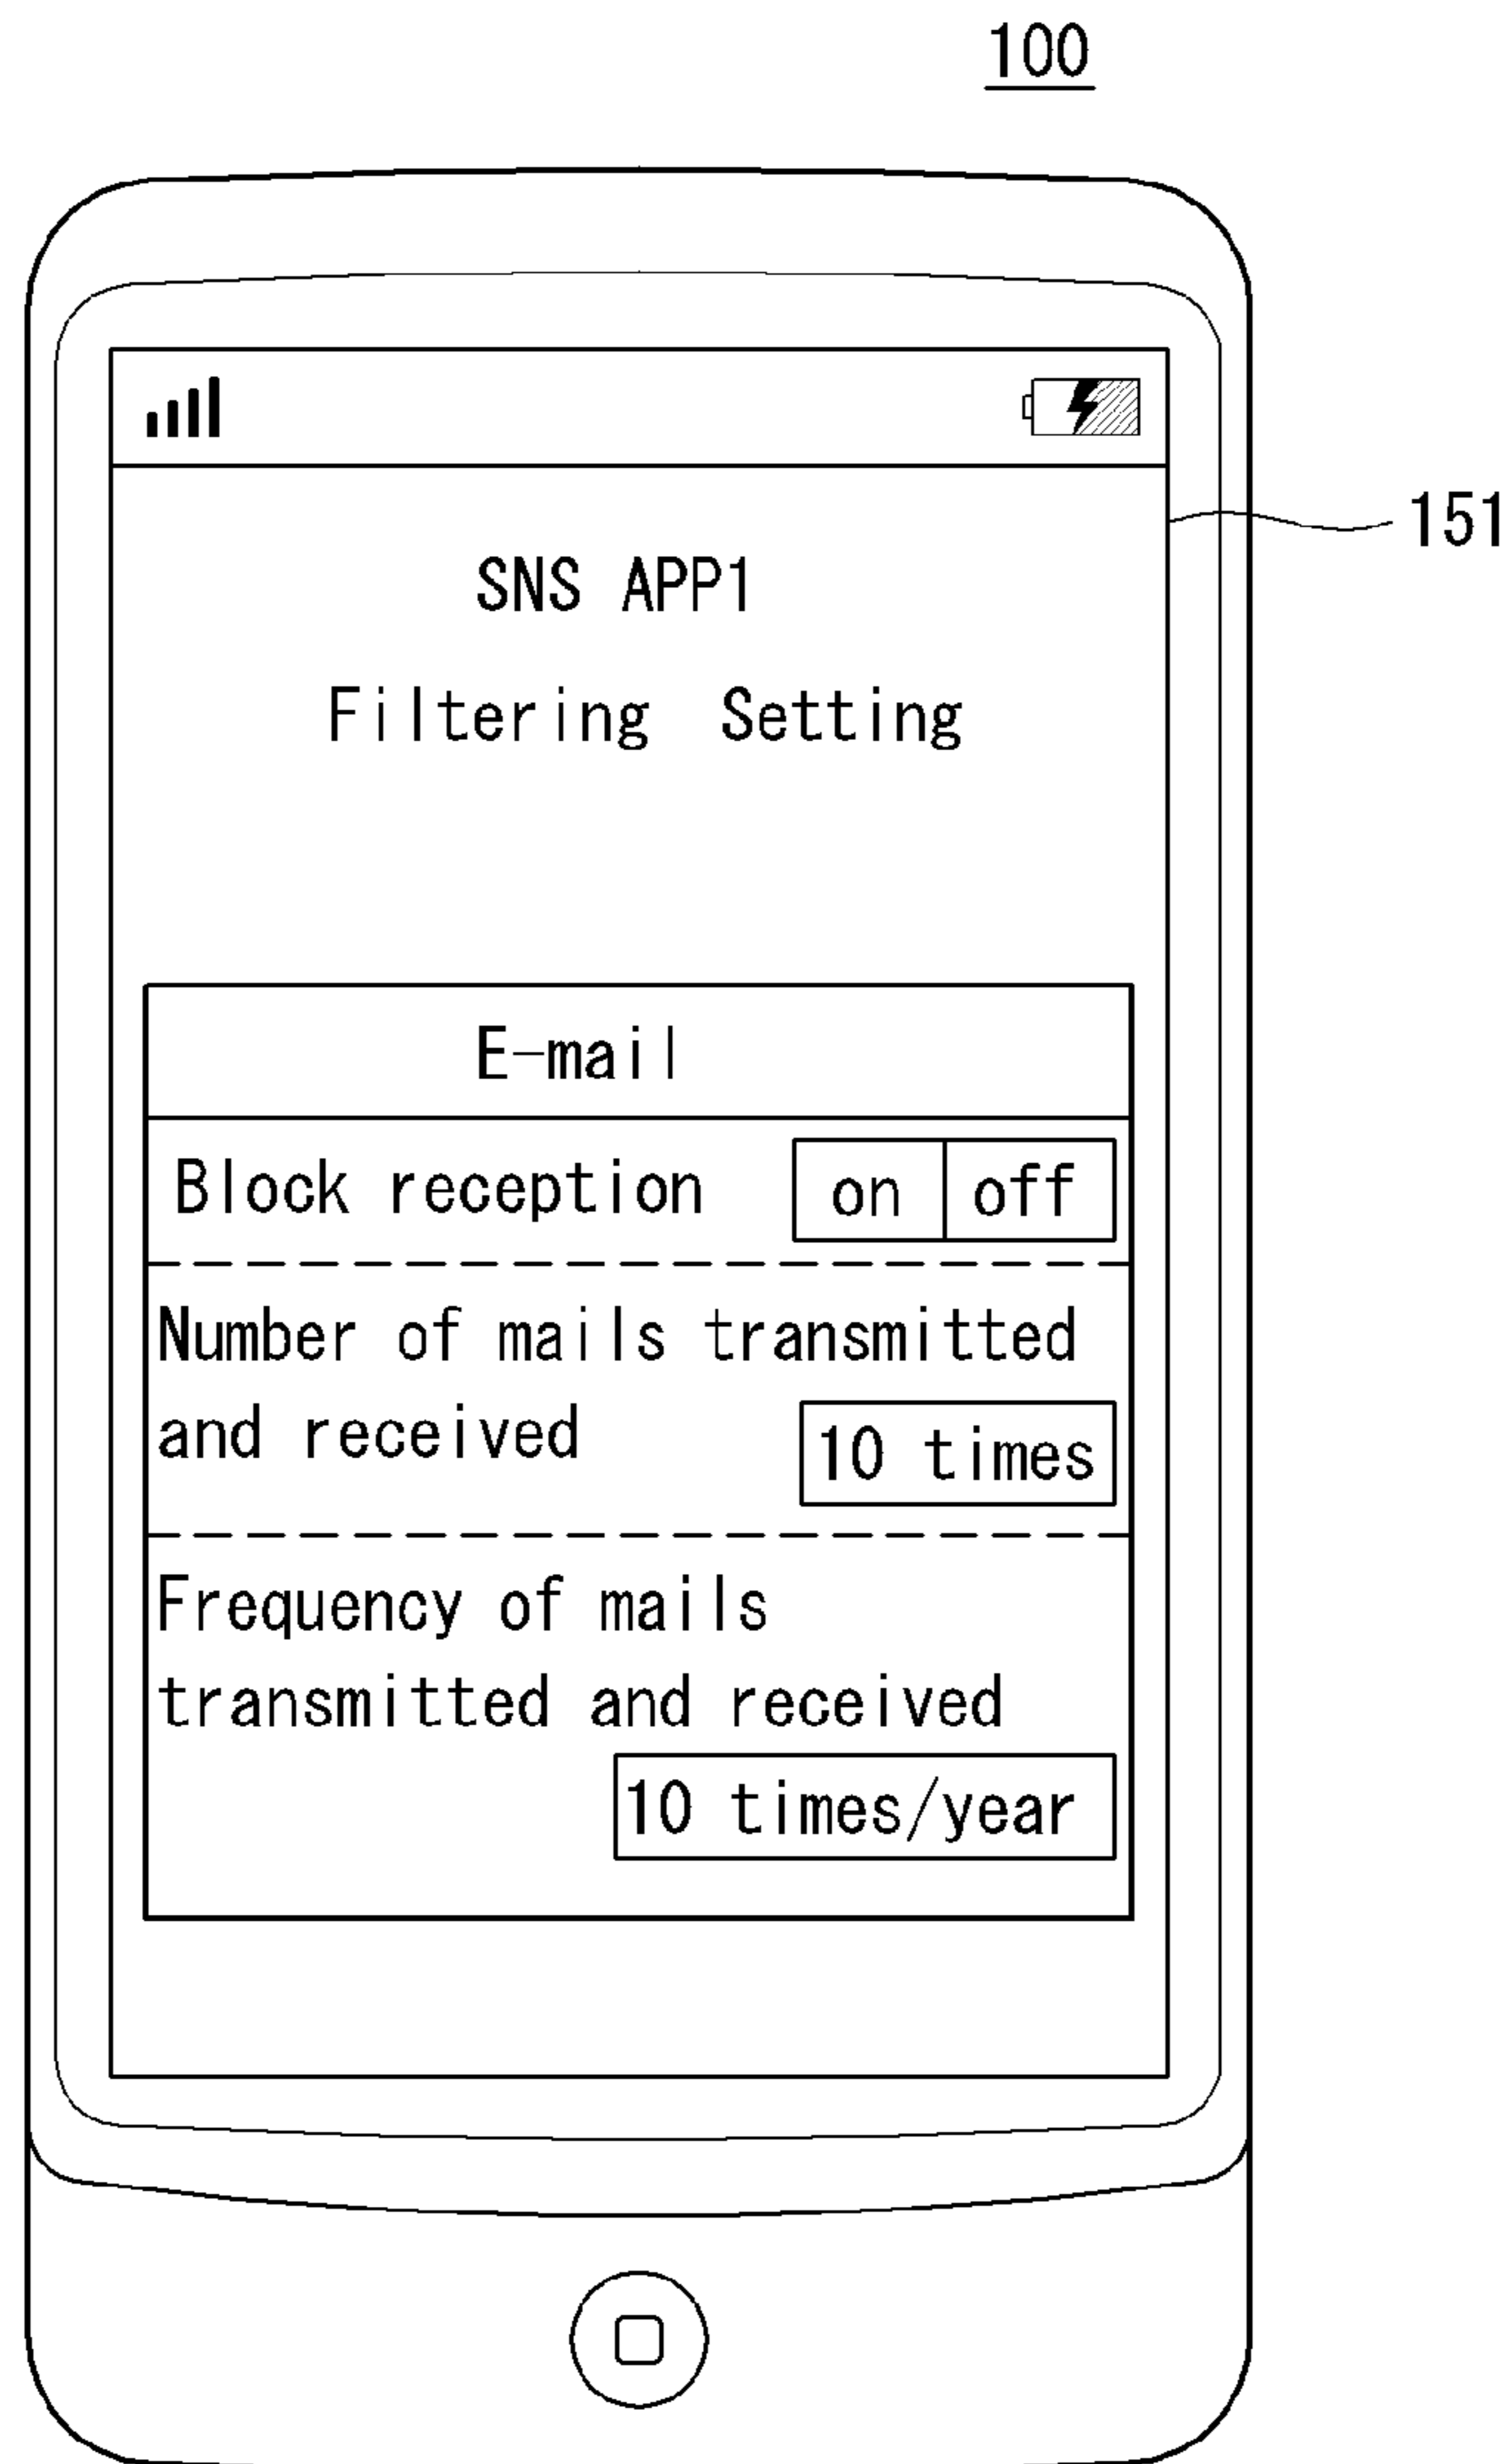 100
151
SNS APP1
Filtering Setting
E-mail
Block reception on off
Number of mails transmitted
and received 10 times
Frequency of mails
transmitted and received
10 times/year